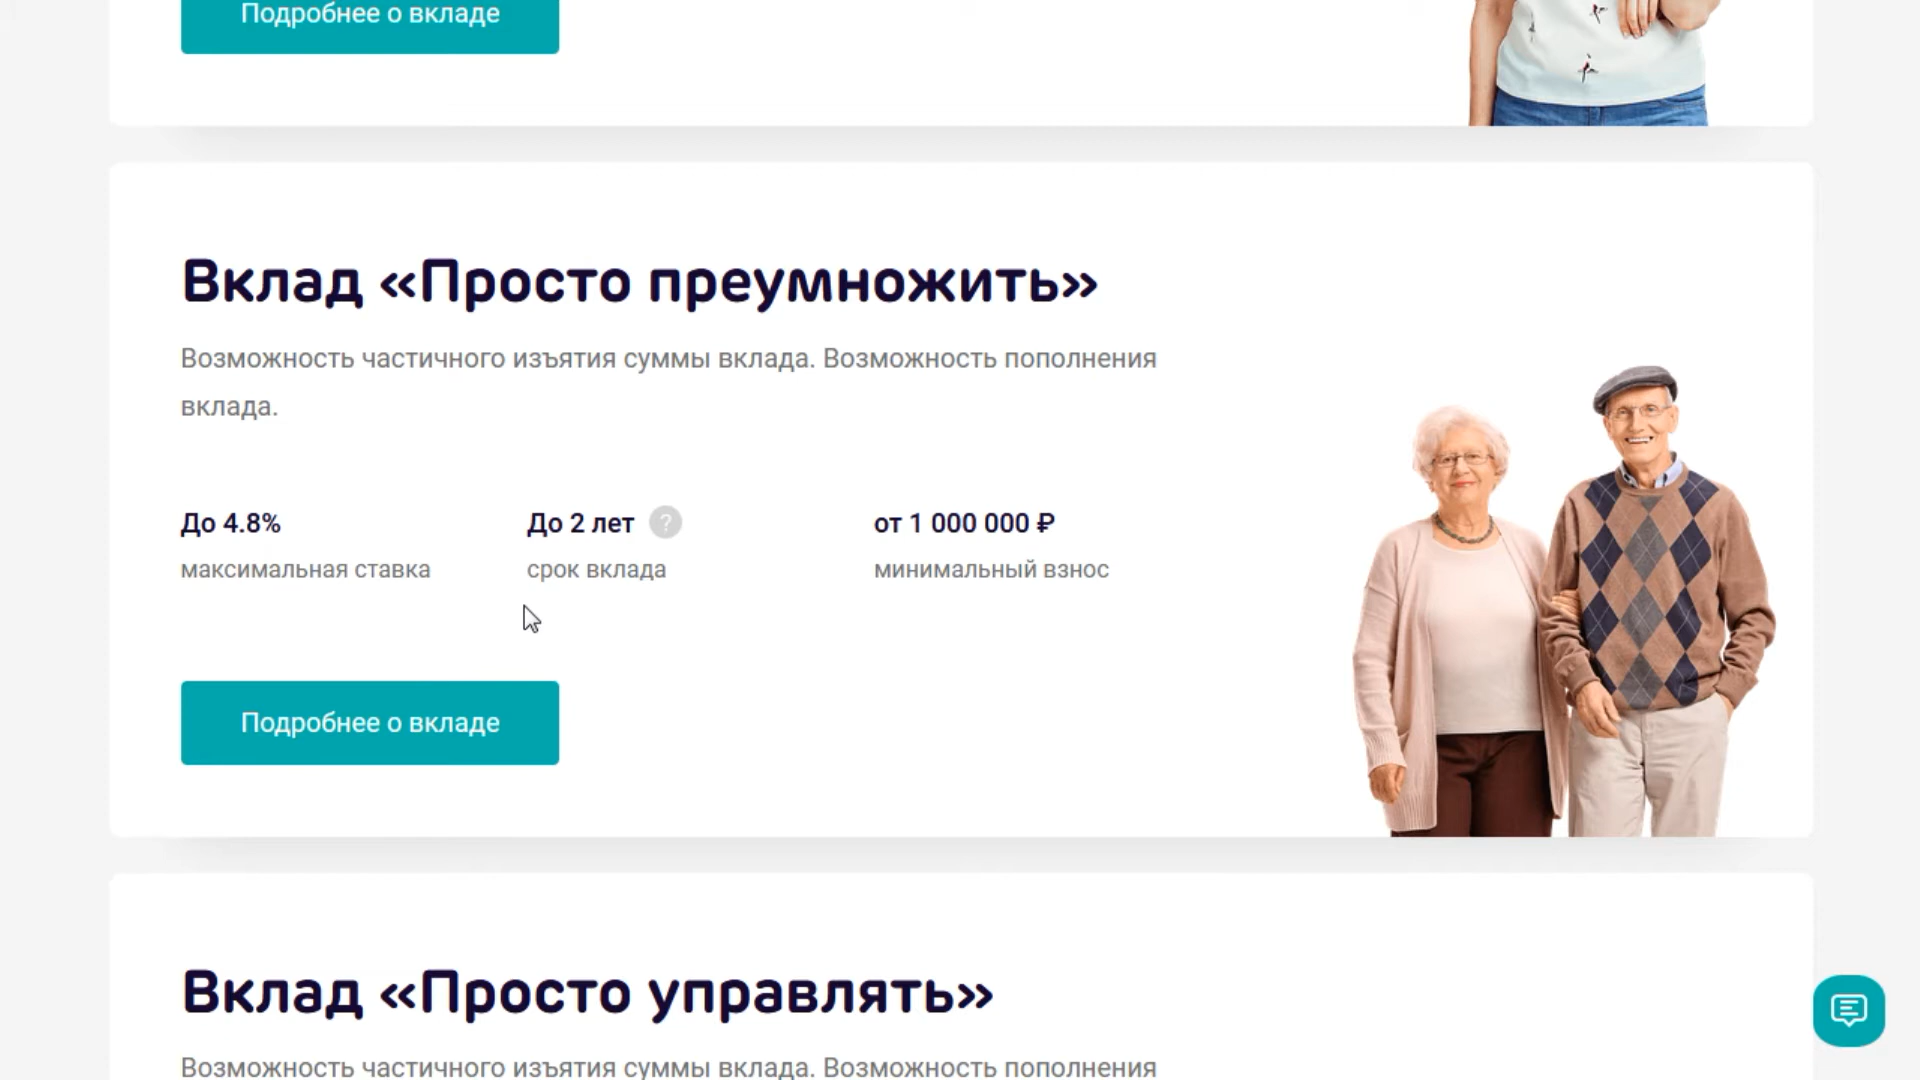 Подробнее о вкладе
Вклад «Просто преумножить»
Возможность частичного изъятия суммы вклада. Возможность пополнения
вклада.
До 4.8%
максимальная ставка
До 2 лет ?
срок вклада
от 1 000 000 ₽
минимальный взнос
Подробнее о вкладе
Вклад «Просто управлять»
Возможность частичного изъятия суммы вклада. Возможность пополнения